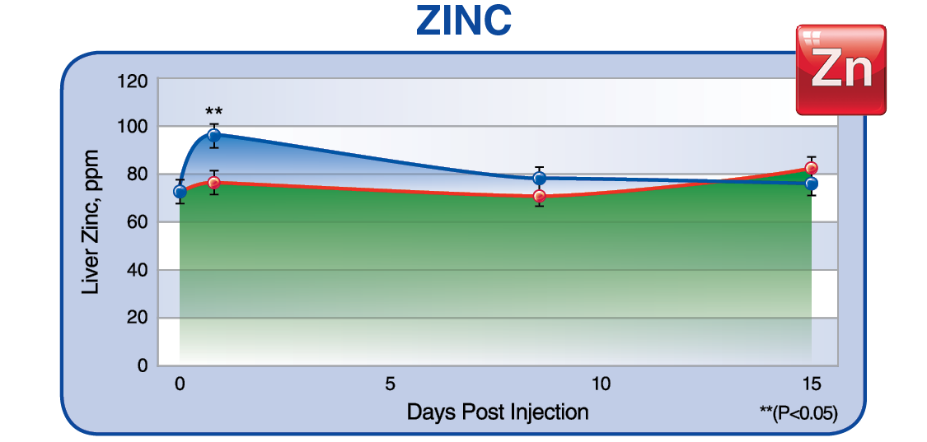 ZINC
Zn
120
100
80
60
40
20
0
Liver Zinc, ppm
**
0 5 10 15
Days Post Injection
**(P<0.05)